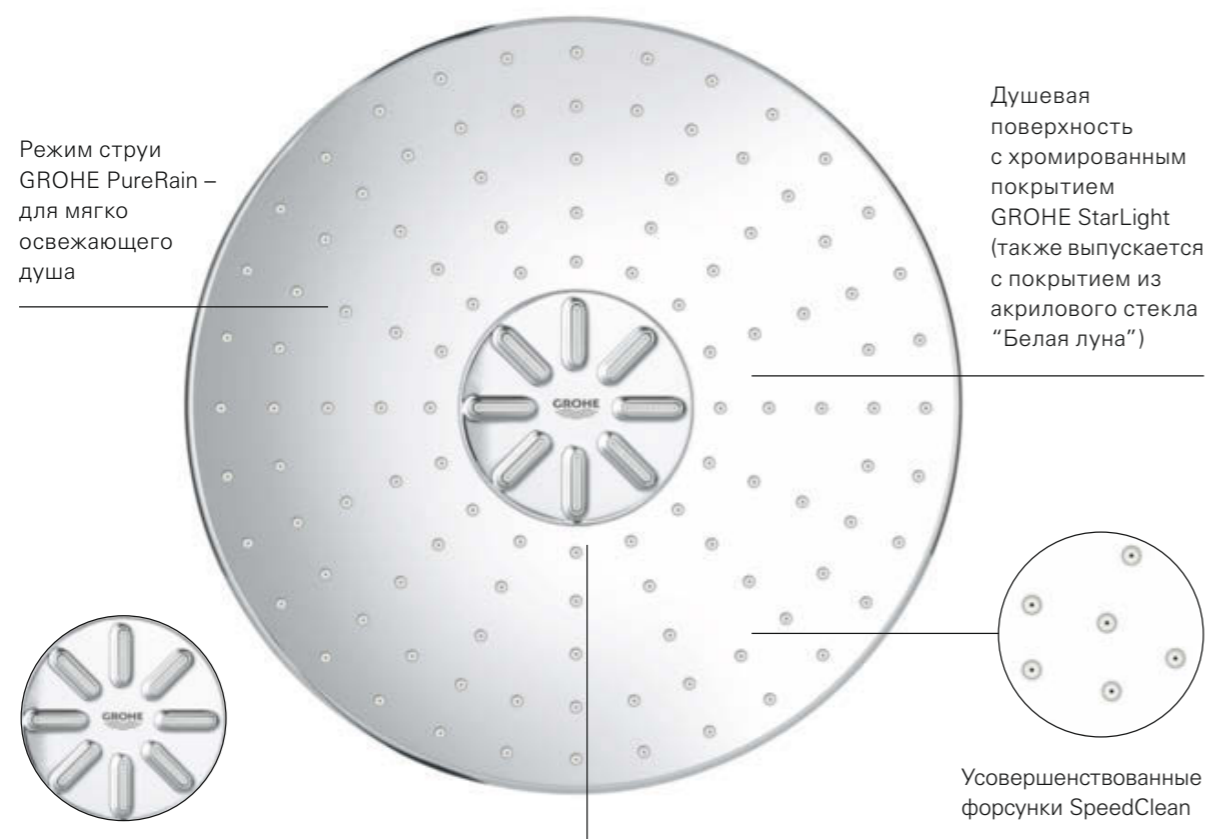 Режим струи
GROHE PureRain –
для мягко
освежающего
душа
Душевая
поверхность
с хромированным
покрытием
GROHE StarLight
(также выпускается
с покрытием из
акрилового стекла
“Белая луна”)
GROHE
GROHE
Усовершенствованные
форсунки SpeedClean